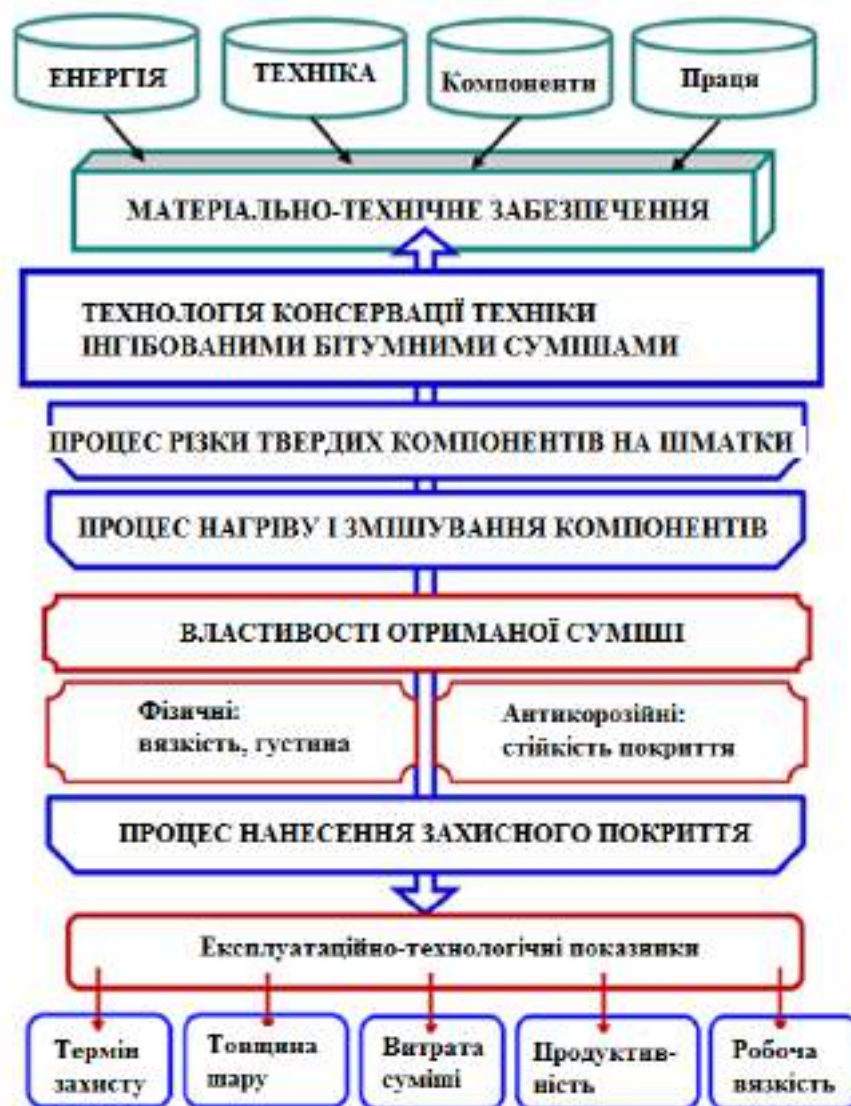 ЕНЕРГІЯ
ТЕХНІКА
Компоненти
Праця
МАТЕРІАЛЬНО-ТЕХНІЧНЕ ЗАБЕЗПЕЧЕННЯ
ТЕХНОЛОГІЯ КОНСЕРВАЦІЇ ТЕХНІКИ
ІНГІБОВАНИМИ БІТУМНИМИ СУМІШАМИ
ПРОЦЕС РІЗКИ ТВЕРДИХ КОМПОНЕНТІВ НА ШМАТКИ
ПРОЦЕС НАГРІВУ І ЗМІШУВАННЯ КОМПОНЕНТІВ
ВЛАСТИВОСТІ ОТРИМАНОЇ СУМІШІ
Фізичні:
вязкість, густина
Антикорозійні:
стійкість покриття
ПРОЦЕС НАНЕСЕННЯ ЗАХИСНОГО ПОКРИТТЯ
Експлуатаційно-технологічні показники
Термін
захисту
Товщина
шару
Витрата
суміші
Продуктив-
ність
Робоча
вязкість